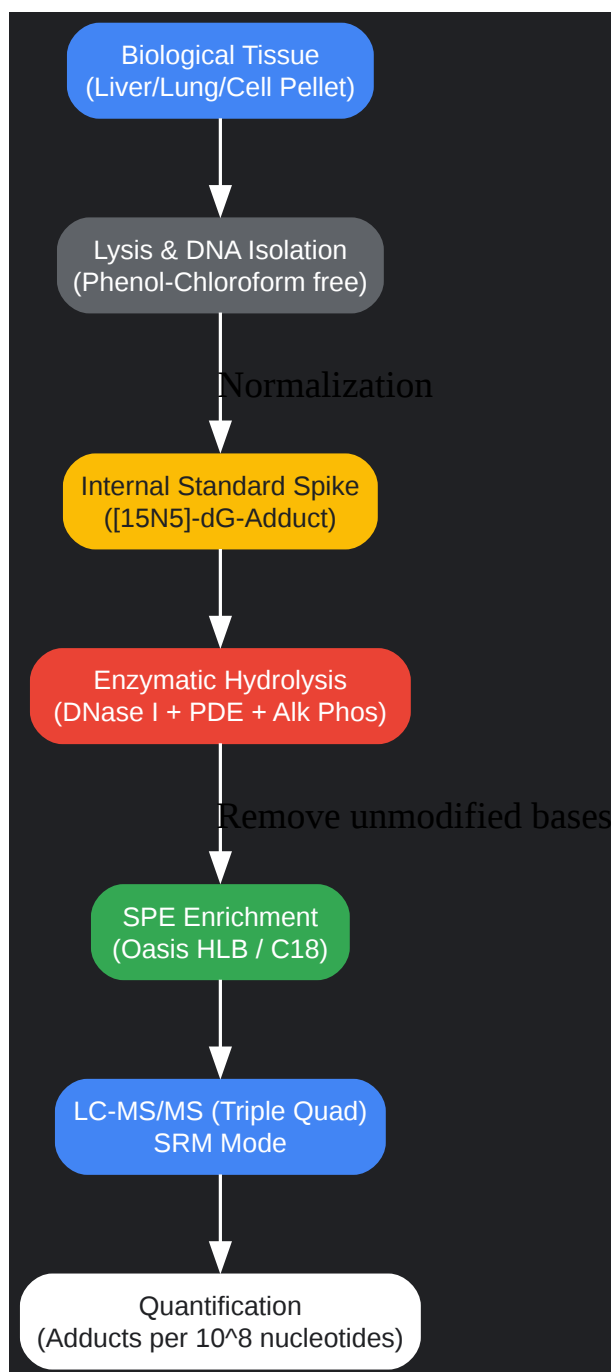 Biological Tissue
(Liver/Lung/Cell Pellet)
Lysis & DNA Isolation
(Phenol-Chloroform free)
Normalization
Internal Standard Spike
([15N5]-dG-Adduct)
Enzymatic Hydrolysis
(DNase I + PDE + Alk Phos)
Remove unmodified bases
SPE Enrichment
(Oasis HLB / C18)
LC-MS/MS (Triple Quad)
SRM Mode
Quantification
(Adducts per 10^8 nucleotides)